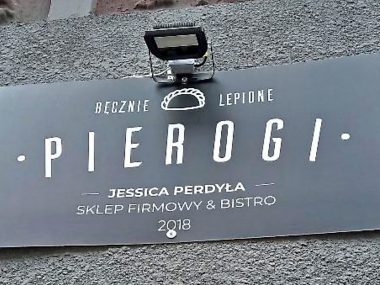 RĘCZNIE LEPIONE
• PIEROGI •
— JESSICA PERDYŁA —
SKLEP FIRMOWY & BISTRO
2018